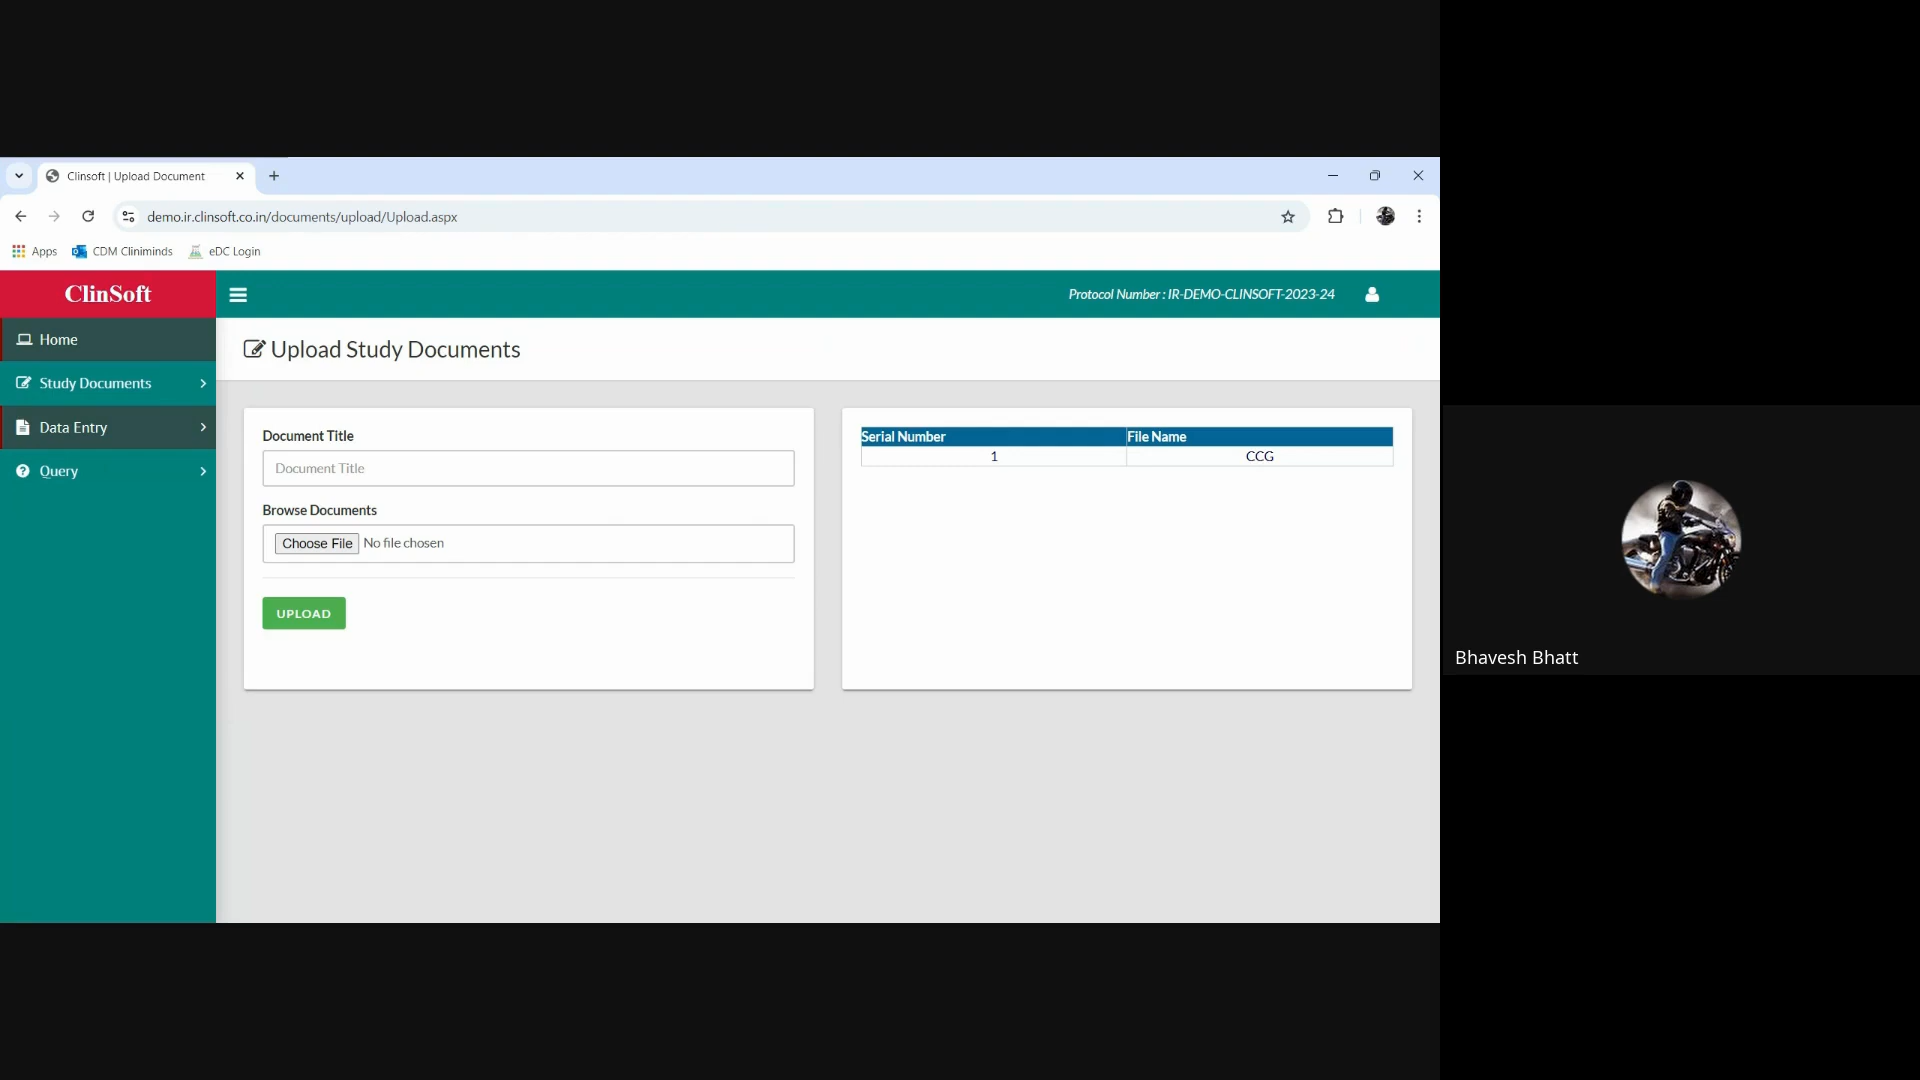 Clinsoft | Upload Document
demo.ir.clinsoft.co.in/documents/upload/Upload.aspx
Apps CDM Cliniminds eDC Login
ClinSoft
Protocol Number : IR-DEMO-CLINSOFT-2023-24
Home
Study Documents
Data Entry
Query
Upload Study Documents
Document Title
Document Title
Browse Documents
Choose File No file chosen
UPLOAD
Serial Number File Name
1 CCG
Bhavesh Bhatt